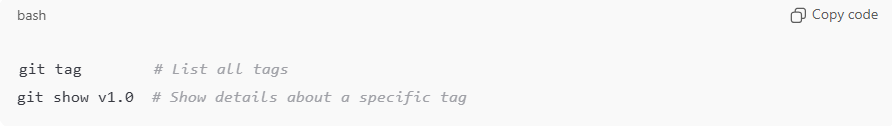 bash
Copy code
git tag # List all tags
git show v1.0 # Show details about a specific tag